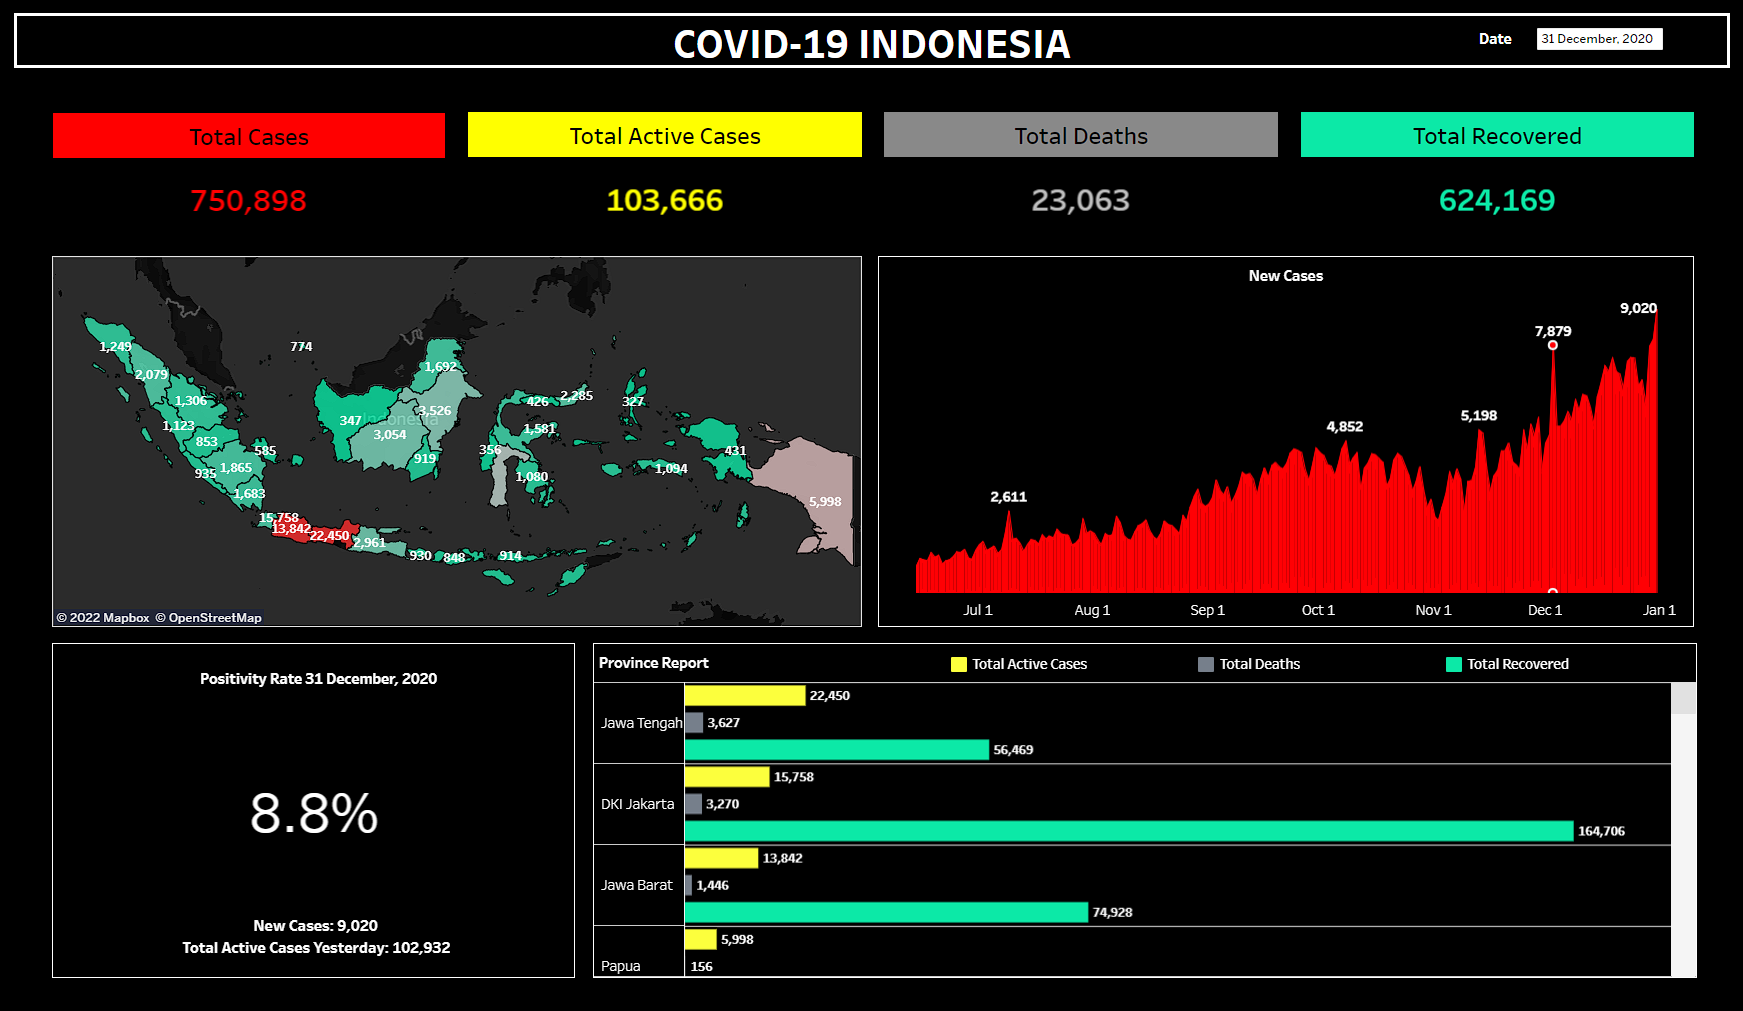 COVID-19 INDONESIA
Date
31 December, 2020
Total Cases
Total Active Cases
Total Deaths
Total Recovered
750,898
103,666
23,063
624,169
1,249
2,079
1,306
1,123
853
585
935
1,865
1,683
774
15,758
13,842
22,450
2,961
930
848
914
347
Indonesia
1,692
3,526
3,054
919
426
2,285
1,581
356
1,080
327
431
1,094
5,998
© 2022 Mapbox © OpenStreetMap
New Cases
2,611
4,852
5,198
7,879
9,020
Jul 1
Aug 1
Sep 1
Oct 1
Nov 1
Dec 1
Jan 1
Positivity Rate 31 December, 2020
8.8%
New Cases: 9,020
Total Active Cases Yesterday: 102,932
Province Report
Total Active Cases
Total Deaths
Total Recovered
Jawa Tengah
22,450
3,627
56,469
DKI Jakarta
15,758
3,270
164,706
Jawa Barat
13,842
1,446
74,928
Papua
5,998
156